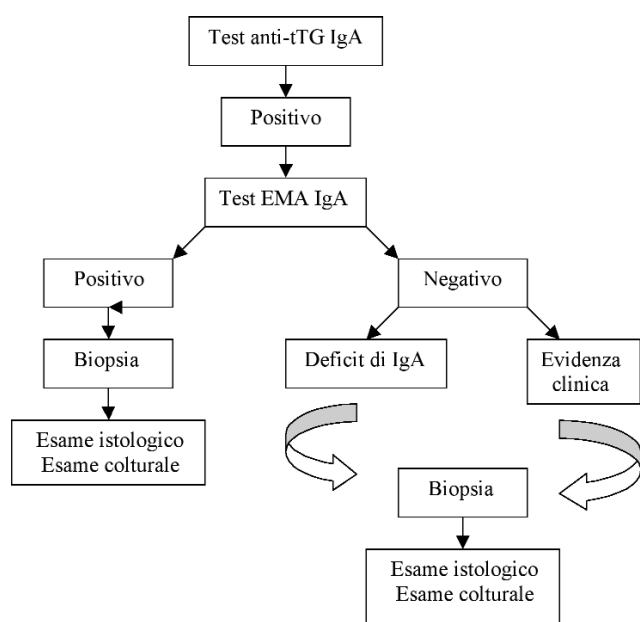 Test anti-tTG IgA
Positivo
Test EMA IgA
Positivo
Negativo
Biopsia
Deficit di IgA
Evidenza
clinica
Esame istologico
Esame colturale
Biopsia
Esame istologico
Esame colturale